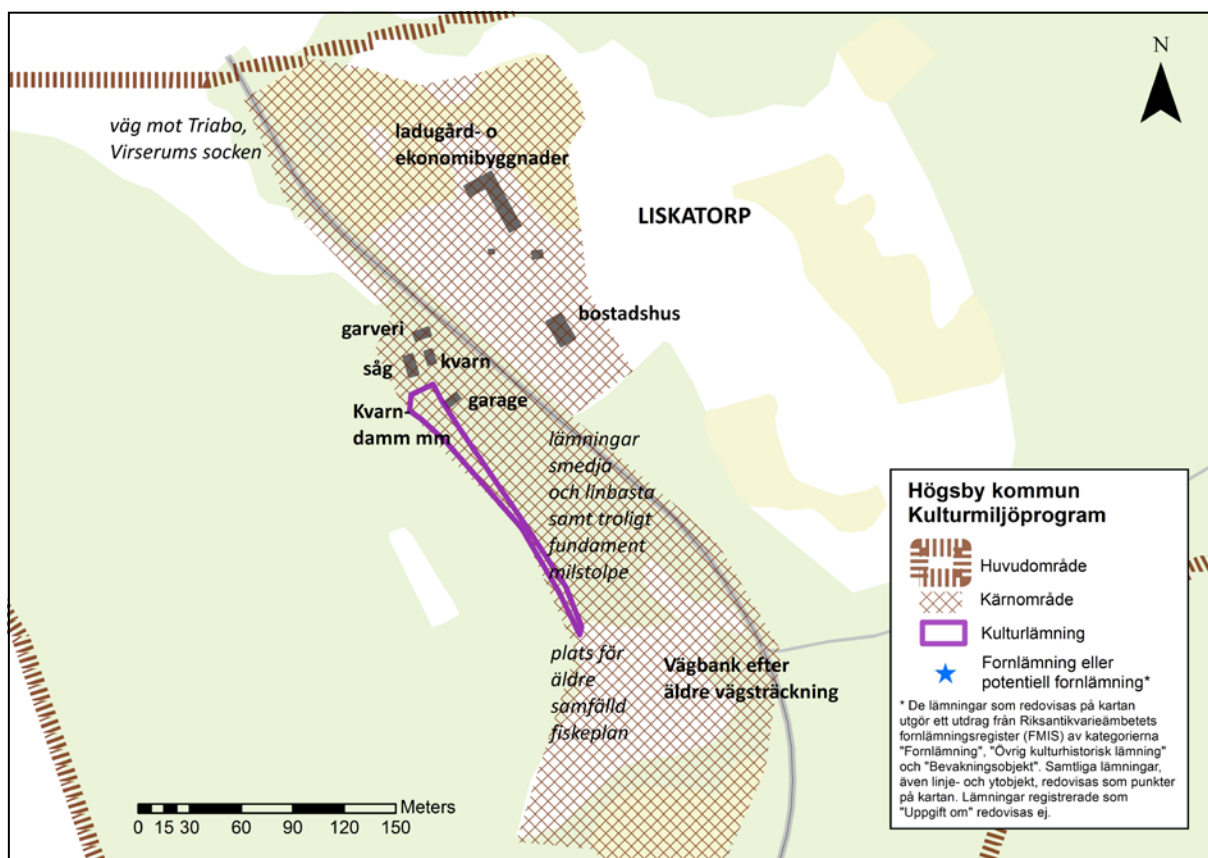 N
väg mot Triabo,
Virserums socken
ladugård- o
ekonomibyggnader
LISKATORP
bostadshus
garveri
kvarn
såg
garage
Kvarn-
damm mm
lämningar
smedja
och linbasta
samt troligt
fundament
milstolpe
plats för
äldre
samfälld
fiskeplan
Vägbank efter
äldre vägsträckning
Meters
0 15 30 60 90 120 150
Högsby kommun
Kulturmiljöprogram
Huvudområde
Kärnområde
Kulturlämning
Fornlämning eller
potentiell fornlämning*
* De lämningar som redovisas på kartan
utgör ett utdrag från Riksantikvarieämbetets
fornlämningsregister (FMIS) av kategorierna
"Fornlämning", "Övrig kulturhistorisk lämning"
och "Bevakningsobjekt". Samtliga lämningar,
även linje- och ytobjekt, redovisas som punkter
på kartan. Lämningar registrerade som
"Uppgift om" redovisas ej.